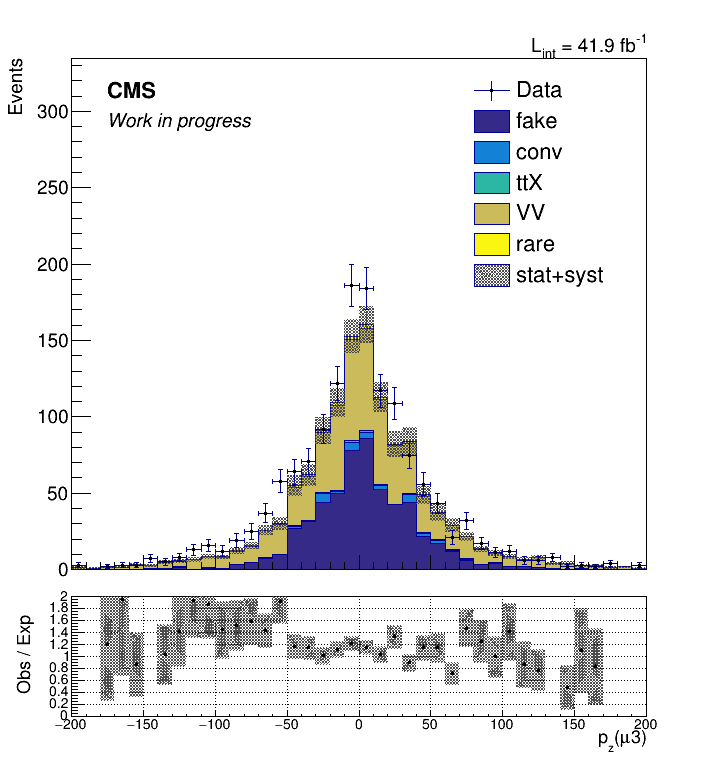 L_int = 41.9 fb^-1
Events
CMS
Work in progress
Data
fake
conv
ttX
VV
rare
stat+syst
300
250
200
150
100
50
0
Obs / Exp
2
1.8
1.6
1.4
1.2
1
0.8
0.6
0.4
0.2
0
−200 −150 −100 −50 0 50 100 150 200
p_z(μ3)